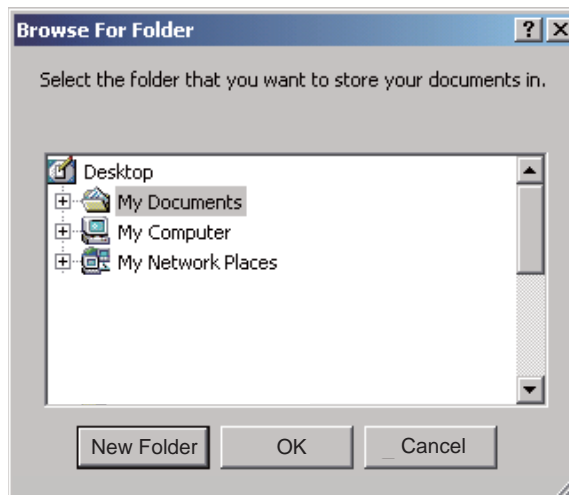 Browse For Folder
Select the folder that you want to store your documents in.
Desktop
My Documents
My Computer
My Network Places
New Folder OK Cancel